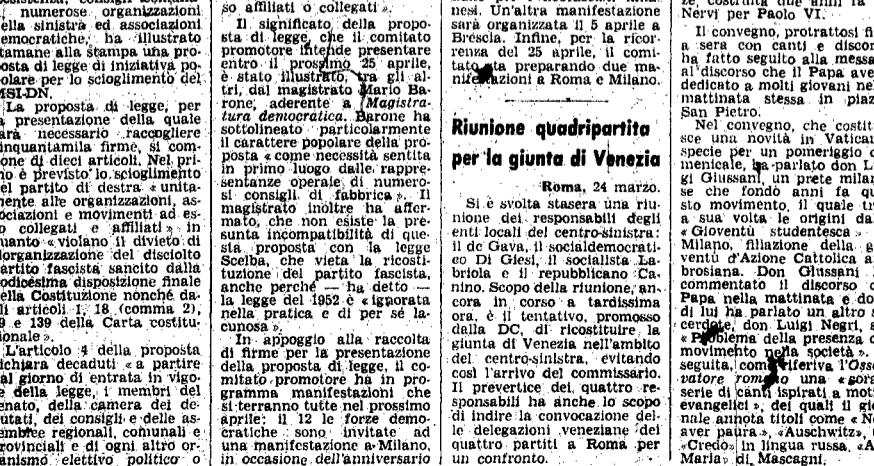 numerose organizzazioni
della sinistra ed associazioni
democratiche, ha illustrato
alla stampa una pro-
posta di legge di iniziativa po-
polare per lo scioglimento del
MSI-DN.
La proposta di legge, per
la presentazione della quale
sarà necessario raccogliere
cinquantamila firme, si com-
pone di dieci articoli. Nel pri-
mo è previsto lo scioglimento
del partito di destra « unita-
mente alle organizzazioni, as-
sociazioni e movimenti ad es-
so collegati e affiliati » in
quanto « violano il divieto di
riorganizzazione del disciolto
partito fascista sancito dalla
dodicesima disposizione finale
della Costituzione nonché da-
gli articoli 1, 18 (comma 2),
e 139 della Carta costitu-
zionale ».
L'articolo 4 della proposta
dichiara decaduti « a partire
dal giorno di entrata in vigo-
re della legge, i membri del
senato, della camera dei de-
putati, dei consigli e delle as-
semblee regionali, comunali e
provinciali e di ogni altro or-
ganismo elettivo politico o
so affiliati o collegati ».
Il significato della propo-
sta di legge, che il comitato
promotore intende presentare
entro il prossimo 25 aprile,
è stato illustrato, tra gli al-
tri, dal magistrato Mario Ba-
rone, aderente a Magistra-
tura democratica. Barone ha
sottolineato particolarmente
il carattere popolare della pro-
posta « come necessità sentita
in primo luogo dalle rappre-
sentanze operaie di numero-
si consigli di fabbrica ». Il
magistrato inoltre ha affer-
mato, che non esiste la pre-
sunta incompatibilità di que-
sta proposta con la legge
Scelba, che vieta la ricosti-
tuzione del partito fascista,
anche perché — ha detto —
la legge del 1952 è « ignorata
nella pratica e di per sé la-
cunosa ».
In appoggio alla raccolta
di firme per la presentazione
della proposta di legge, il co-
mitato promotore ha in pro-
gramma manifestazioni che
si terranno tutte nel prossimo
aprile: il 12 le forze demo-
cratiche sono invitate ad
una manifestazione a Milano,
in occasione dell'anniversario
nesi. Un'altra manifestazione
sarà organizzata il 5 aprile a
Brescia. Infine, per la ricor-
renza del 25 aprile, il comi-
tato sta preparando due ma-
nifestazioni a Roma e Milano.
Riunione quadripartita
per la giunta di Venezia
Roma, 24 marzo.
Si è svolta stasera una riu-
nione dei responsabili degli
enti locali del centro-sinistra:
il dc Gava, il socialdemocrati-
co Di Giesi, il socialista La-
briola e il repubblicano Ca-
nino. Scopo della riunione, an-
cora in corso a tardissima
ora, è il tentativo, promosso
dalla DC, di ricostituire la
giunta di Venezia nell'ambito
del centro-sinistra, evitando
così l'arrivo del commissario.
Il prevertice dei quattro re-
sponsabili ha anche lo scopo
di indire la convocazione del-
le delegazioni veneziane dei
quattro partiti a Roma per
un confronto.
Nervi per Paolo VI.
Il convegno, protrattosi fi
a sera con canti e discor
ha fatto seguito alla messa
al discorso che il Papa ave
dedicato a molti giovani ne
mattinata stessa in piaz
San Pietro.
Nel convegno, che costit
sce una novità in Vatican
specie per un pomeriggio d
menicale, ha parlato don L
gi Giussani, un prete milan
se che fondò anni fa qu
sto movimento, il quale tr
a sua volta le origini da
« Gioventù studentesca »
Milano, filiazione della g
ventù d'Azione Cattolica a
brosiana. Don Giussani
commentato il discorso d
Papa nella mattinata e do
di lui ha parlato un altro s
cerdote, don Luigi Negri, s
« Problema della presenza d
movimento nella società ».
seguita, come riferiva l'Osse
vatore romano una « sora
serie di canti ispirati a moti
evangelici », dei quali il gio
nale annota titoli come « No
aver paura », «Auschwitz»,
«Credo» in lingua russa, «A
Maria» di Mascagni.